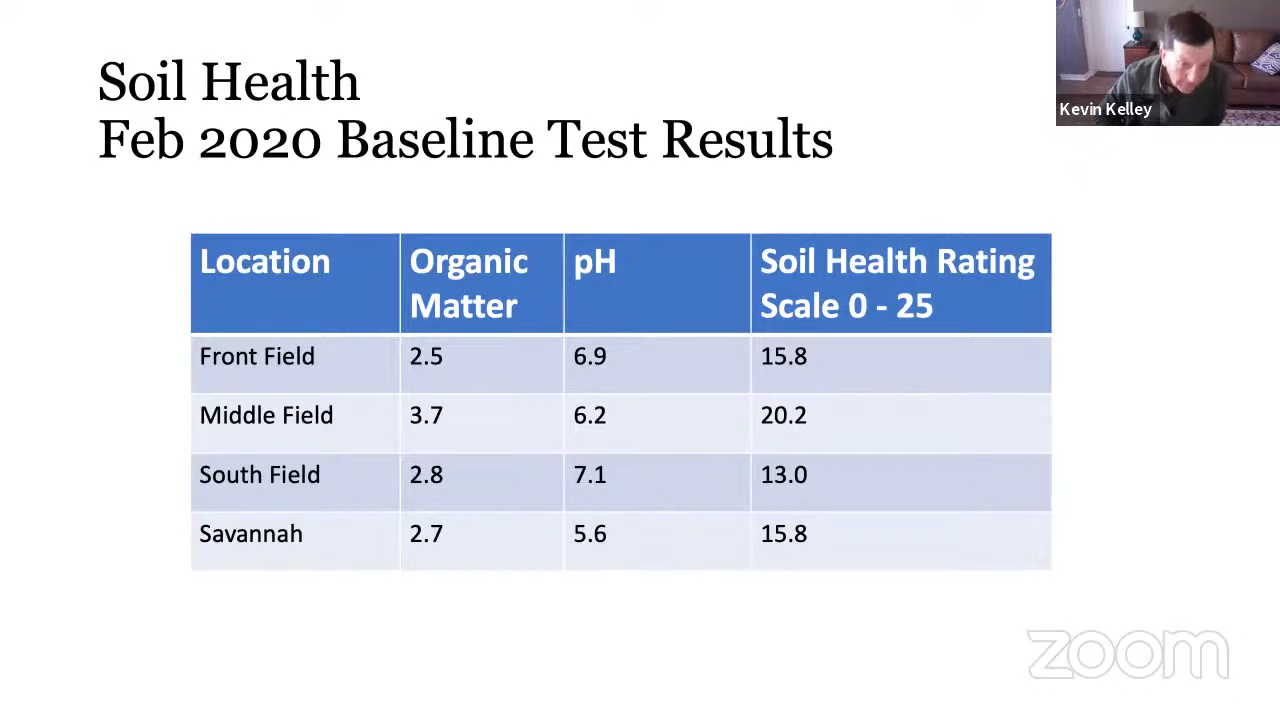 Soil Health
Feb 2020 Baseline Test Results
Kevin Kelley
Location Organic Matter pH Soil Health Rating Scale 0 - 25
Front Field 2.5 6.9 15.8
Middle Field 3.7 6.2 20.2
South Field 2.8 7.1 13.0
Savannah 2.7 5.6 15.8
zoom